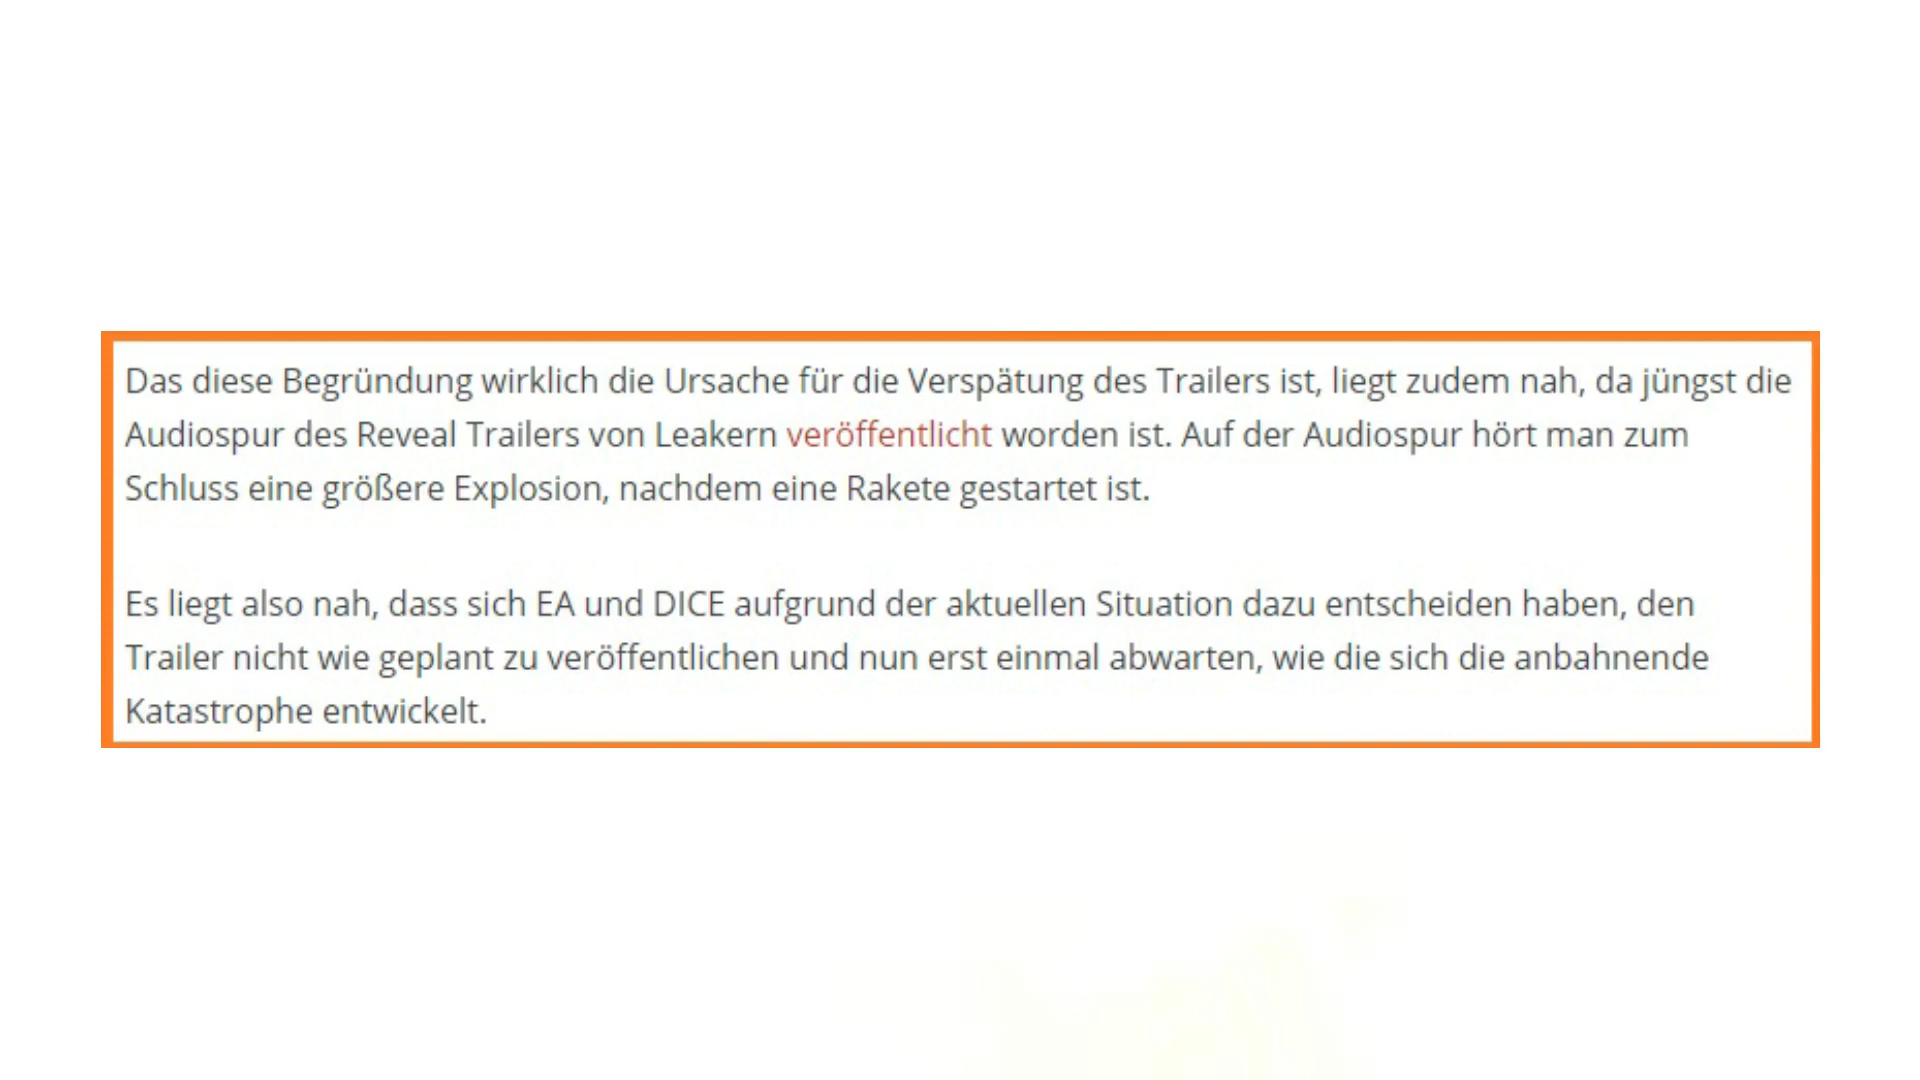 Das diese Begründung wirklich die Ursache für die Verspätung des Trailers ist, liegt zudem nah, da jüngst die
Audiospur des Reveal Trailers von Leakern veröffentlicht worden ist. Auf der Audiospur hört man zum
Schluss eine größere Explosion, nachdem eine Rakete gestartet ist.
Es liegt also nah, dass sich EA und DICE aufgrund der aktuellen Situation dazu entscheiden haben, den
Trailer nicht wie geplant zu veröffentlichen und nun erst einmal abwarten, wie die sich die anbahnende
Katastrophe entwickelt.